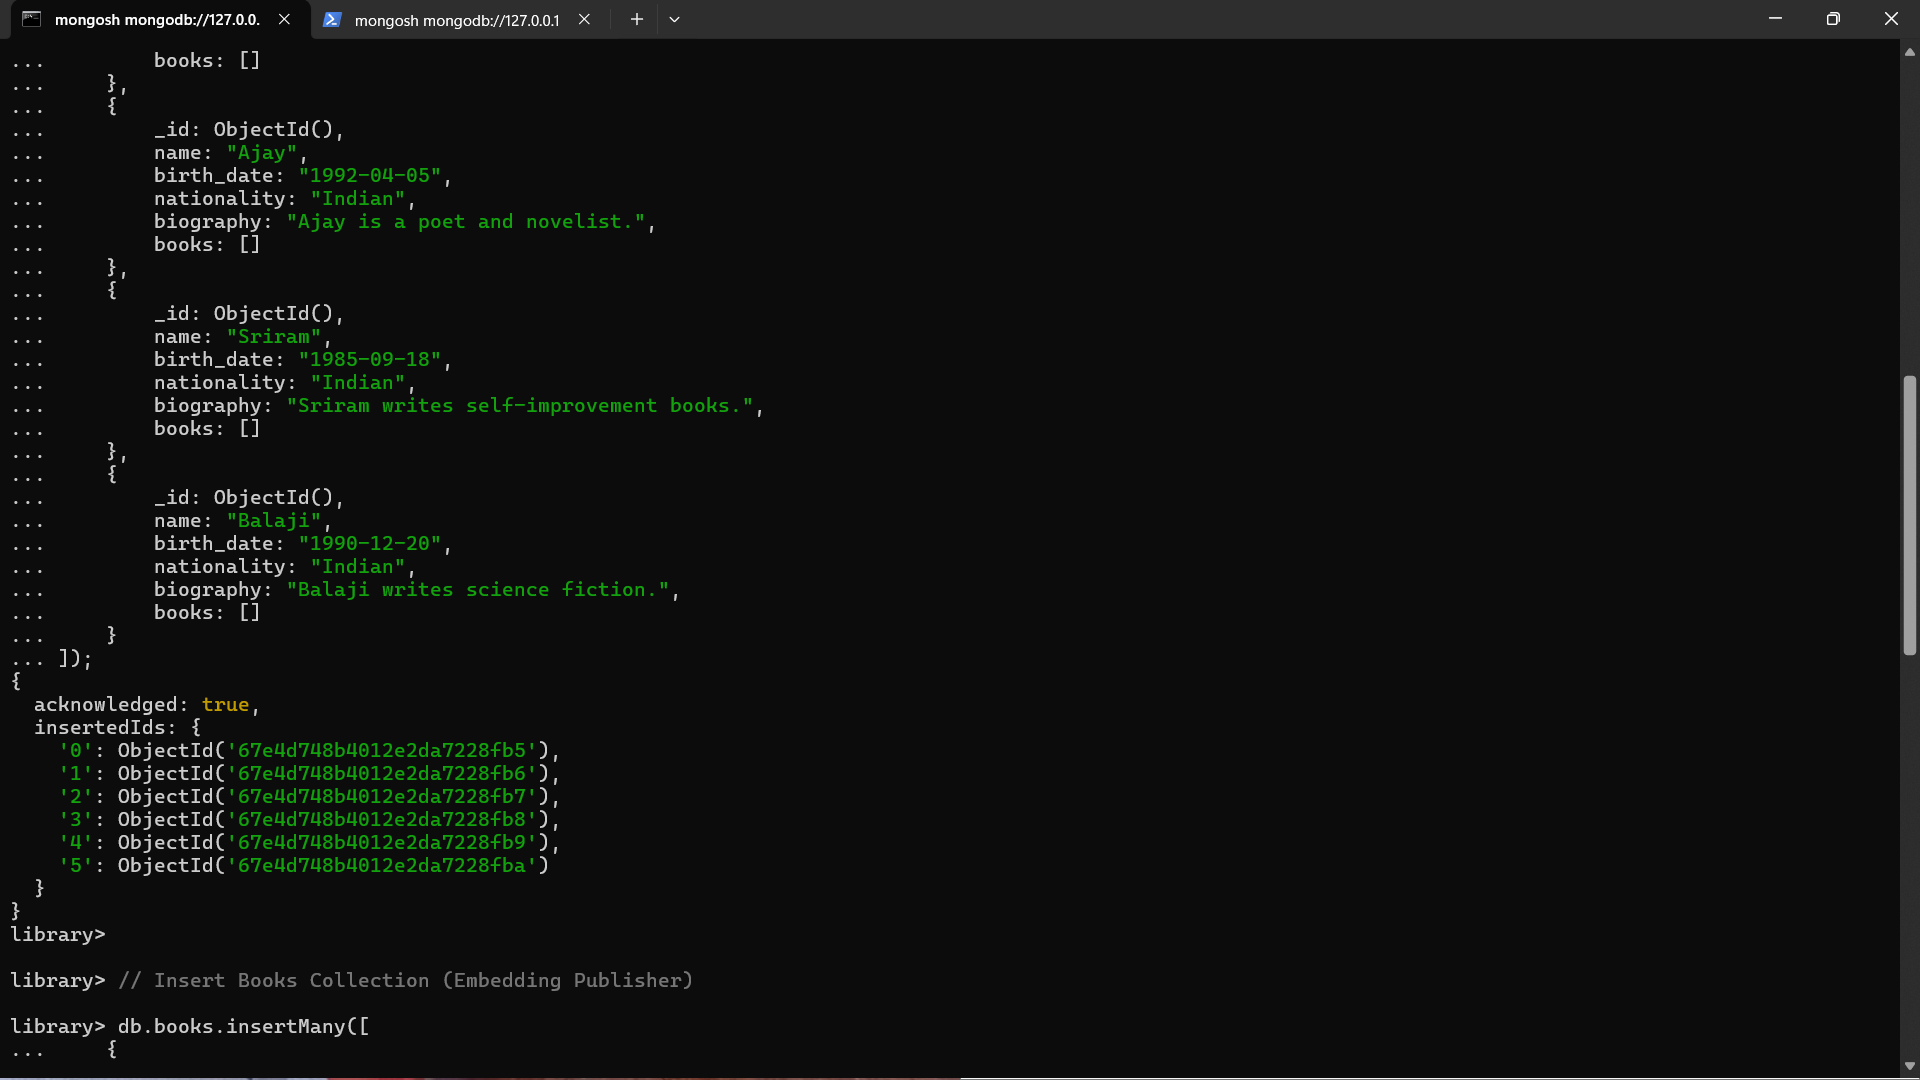 mongosh mongodb://127.0.0. mongosh mongodb://127.0.0.1
...         books: []
...     },
...     {
...         _id: ObjectId(),
...         name: "Ajay",
...         birth_date: "1992-04-05",
...         nationality: "Indian",
...         biography: "Ajay is a poet and novelist.",
...         books: []
...     },
...     {
...         _id: ObjectId(),
...         name: "Sriram",
...         birth_date: "1985-09-18",
...         nationality: "Indian",
...         biography: "Sriram writes self-improvement books.",
...         books: []
...     },
...     {
...         _id: ObjectId(),
...         name: "Balaji",
...         birth_date: "1990-12-20",
...         nationality: "Indian",
...         biography: "Balaji writes science fiction.",
...         books: []
...     }
... ]);
{
  acknowledged: true,
  insertedIds: {
    '0': ObjectId('67e4d748b4012e2da7228fb5'),
    '1': ObjectId('67e4d748b4012e2da7228fb6'),
    '2': ObjectId('67e4d748b4012e2da7228fb7'),
    '3': ObjectId('67e4d748b4012e2da7228fb8'),
    '4': ObjectId('67e4d748b4012e2da7228fb9'),
    '5': ObjectId('67e4d748b4012e2da7228fba')
  }
}
library>
library> // Insert Books Collection (Embedding Publisher)
library> db.books.insertMany([
...     {